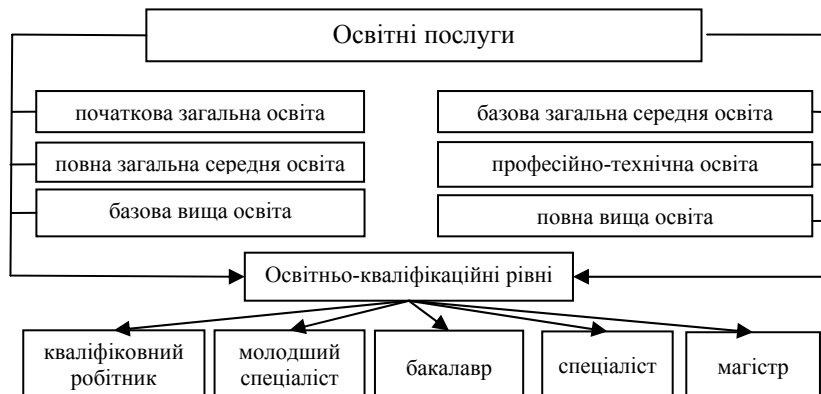 Освітні послуги
початкова загальна освіта
базова загальна середня освіта
повна загальна середня освіта
професійно-технічна освіта
базова вища освіта
повна вища освіта
Освітньо-кваліфікаційні рівні
кваліфіковний
робітник
молодший
спеціаліст
бакалавр
спеціаліст
магістр